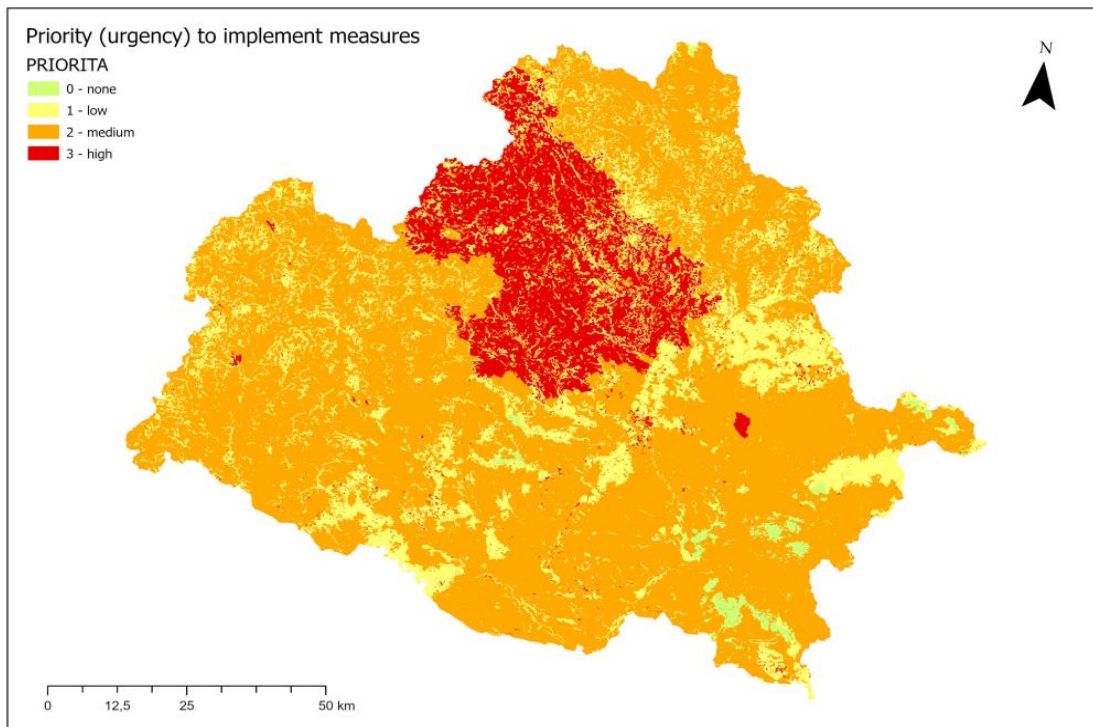 Priority (urgency) to implement measures
PRIORITA
0 - none
1 - low
2 - medium
3 - high
N
0 12,5 25 50 km